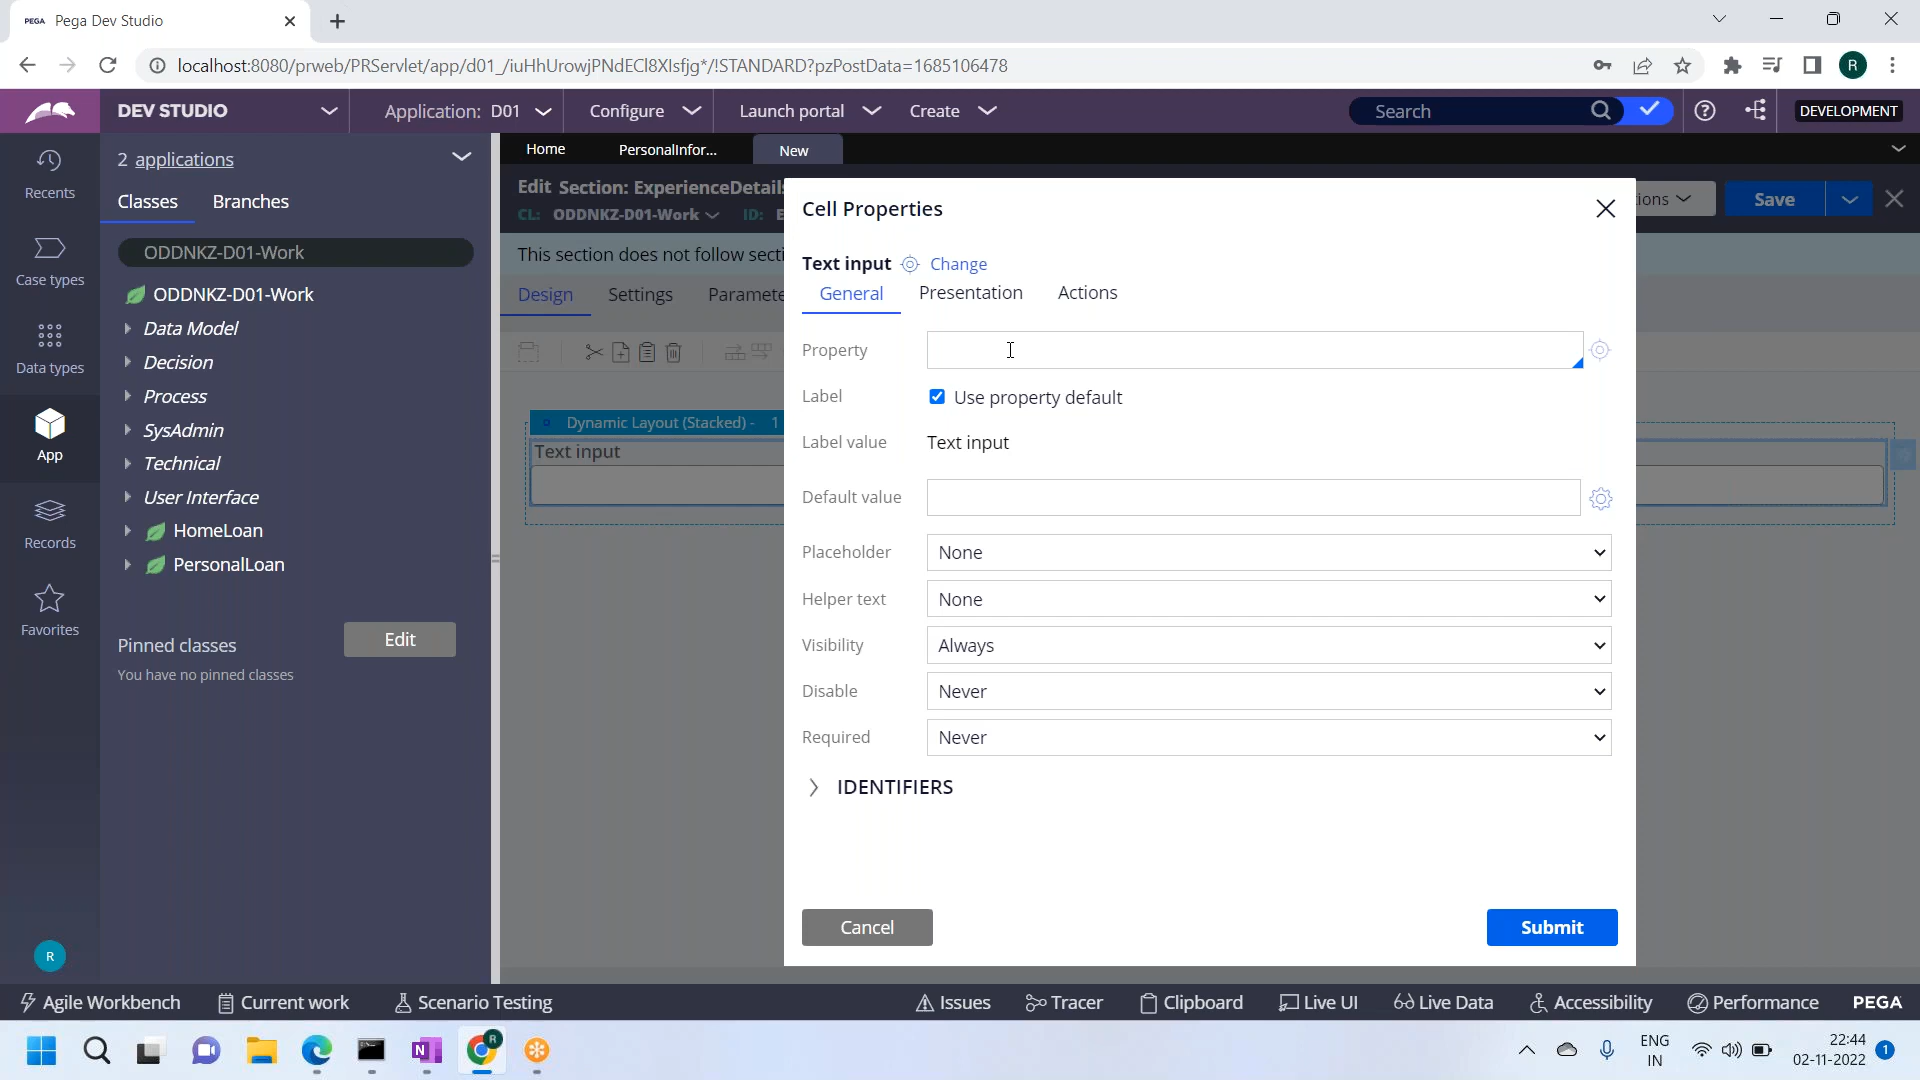 PEGA Pega Dev Studio
localhost:8080/prweb/PRServlet/app/d01_/iuHhUrowjPNdECl8XIsfjg*/!STANDARD?pzPostData=1685106478
R
DEV STUDIO
Application: D01
Configure
Launch portal
Create
Search
DEVELOPMENT
Recents
Case types
Data types
App
Records
Favorites
R
2 applications
Classes
Branches
ODDNKZ-D01-Work
ODDNKZ-D01-Work
Data Model
Decision
Process
SysAdmin
Technical
User Interface
HomeLoan
PersonalLoan
Pinned classes
Edit
You have no pinned classes
Home
PersonalInfor...
New
Edit Section: ExperienceDetails
CL: ODDNKZ-D01-Work ID: E
ions
Save
This section does not follow secti
Design
Settings
Paramete
Dynamic Layout (Stacked) - 1
Text input
Cell Properties
Text input Change
General
Presentation
Actions
Property
Label
Use property default
Label value
Text input
Default value
Placeholder
None
Helper text
None
Visibility
Always
Disable
Never
Required
Never
IDENTIFIERS
Cancel
Submit
Agile Workbench
Current work
Scenario Testing
Issues
Tracer
Clipboard
Live UI
Live Data
Accessibility
Performance
PEGA
R
ENG
IN
22:44
02-11-2022
1